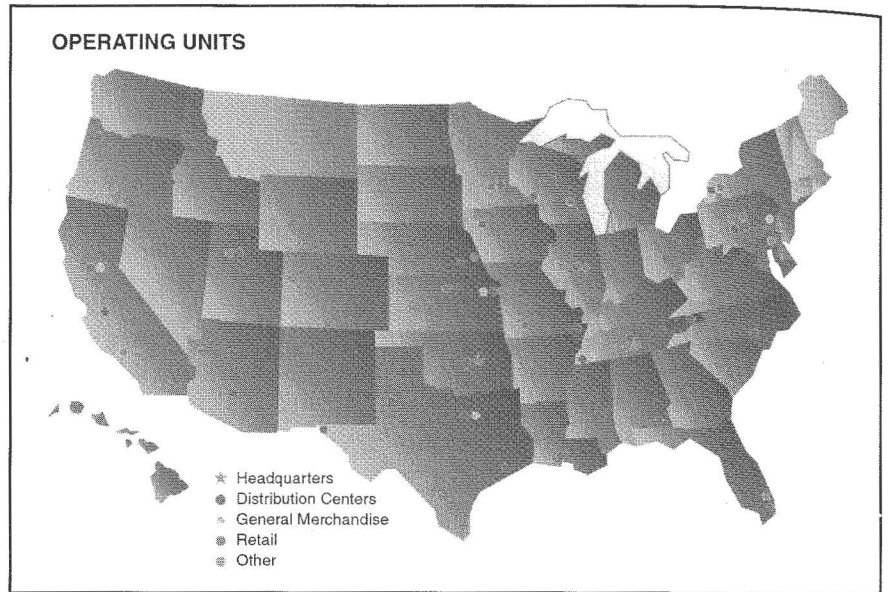 OPERATING UNITS
Headquarters
Distribution Centers
General Merchandise
Retail
Other